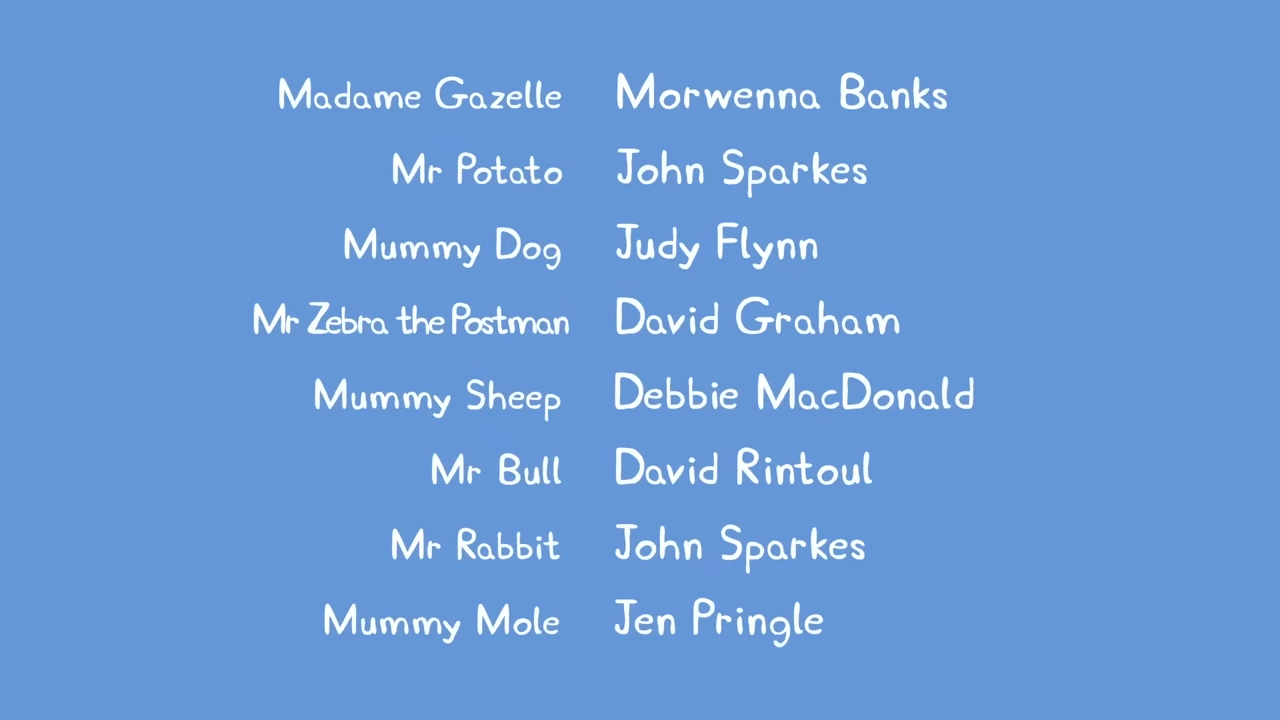 Madame Gazelle Morwenna Banks
Mr Potato John Sparkes
Mummy Dog Judy Flynn
Mr Zebra the Postman David Graham
Mummy Sheep Debbie MacDonald
Mr Bull David Rintoul
Mr Rabbit John Sparkes
Mummy Mole Jen Pringle